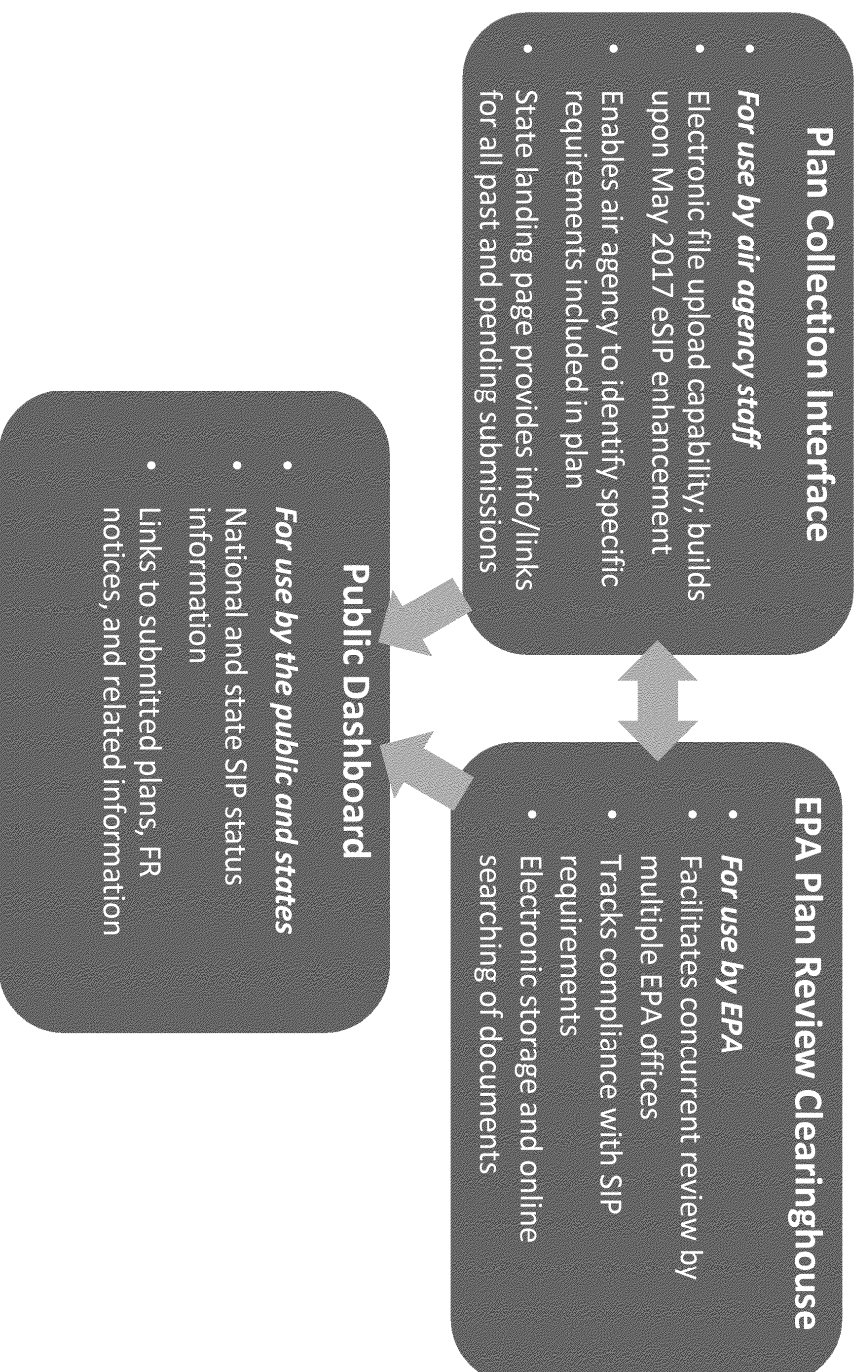 Plan Collection Interface
• For use by air agency staff
• Electronic file upload capability; builds
upon May 2017 eSIP enhancement
• Enables air agency to identify specific
requirements included in plan
• State landing page provides info/links
for all past and pending submissions
EPA Plan Review Clearinghouse
• For use by EPA
• Facilitates concurrent review by
multiple EPA offices
• Tracks compliance with SIP
requirements
• Electronic storage and online
searching of documents
Public Dashboard
• For use by the public and states
• National and state SIP status
information
• Links to submitted plans, FR
notices, and related information